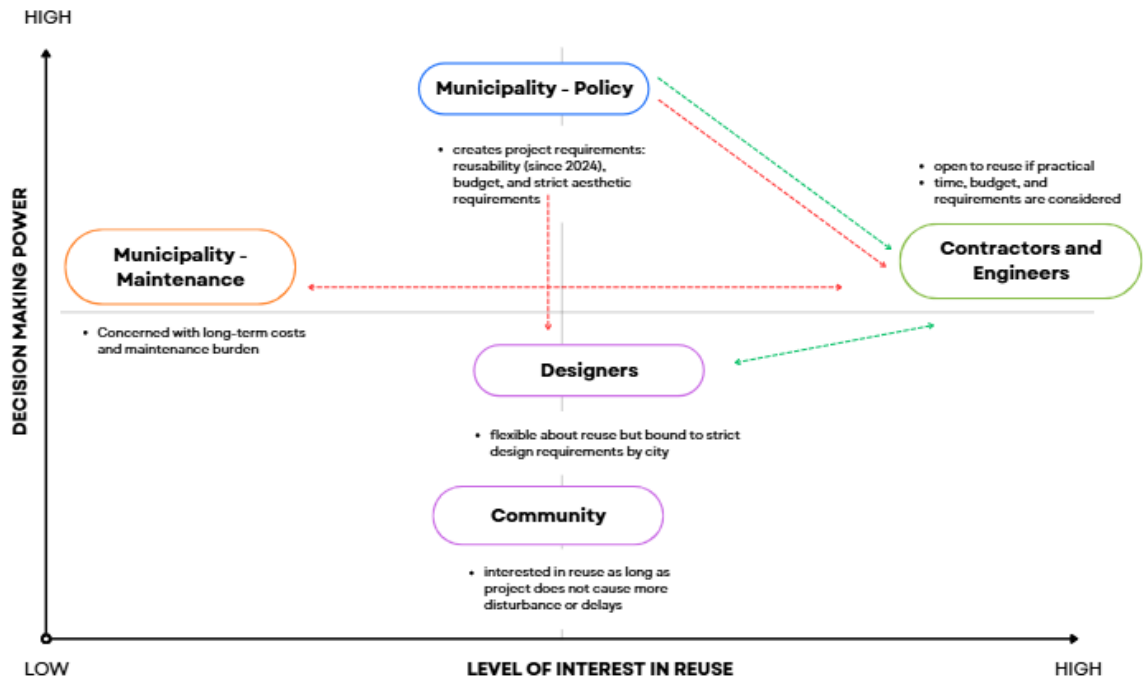 HIGH
Municipality - Policy
• creates project requirements:
reusability (since 2024),
budget, and strict aesthetic
requirements
• open to reuse if practical
• time, budget, and
requirements are considered
Contractors and
Engineers
Municipality -
Maintenance
• Concerned with long-term costs
and maintenance burden
DECISION MAKING POWER
Designers
• flexible about reuse but bound to strict
design requirements by city
Community
• interested in reuse as long as
project does not cause more
disturbance or delays
LOW
LEVEL OF INTEREST IN REUSE
HIGH